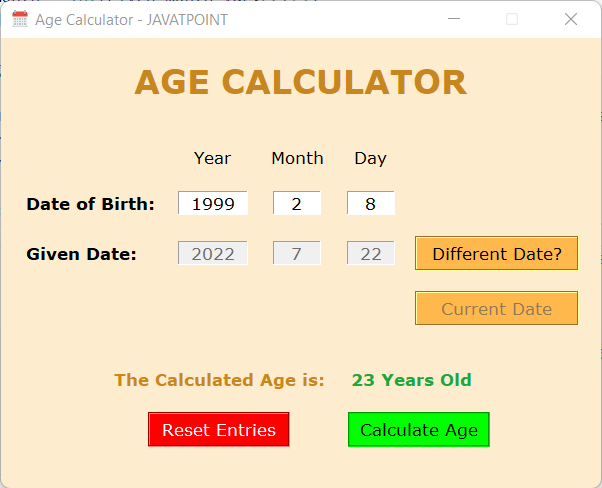 Age Calculator - JAVATPOINT
AGE CALCULATOR
Year Month Day
Date of Birth: 1999 2 8
Given Date: 2022 7 22 Different Date?
Current Date
The Calculated Age is: 23 Years Old
Reset Entries Calculate Age